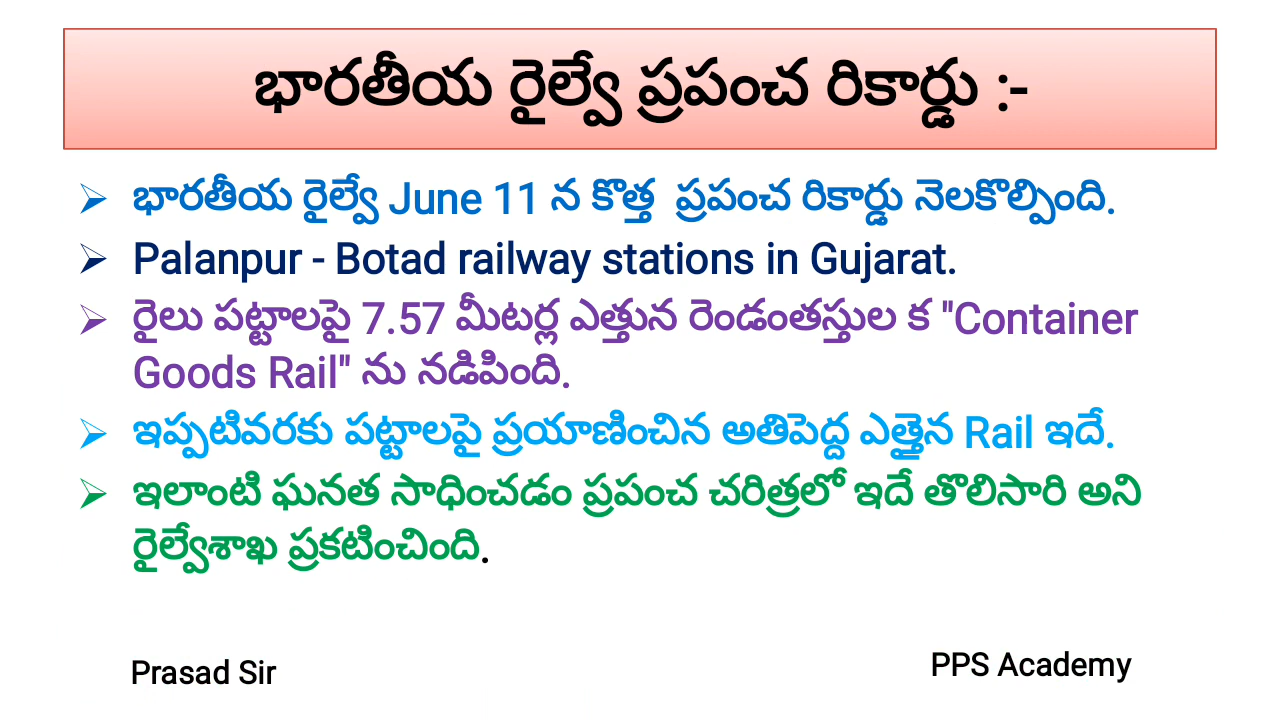 భారతీయ రైల్వే ప్రపంచ రికార్డు :-
భారతీయ రైల్వే June 11 న కొత్త ప్రపంచ రికార్డు నెలకొల్పింది.
Palanpur - Botad railway stations in Gujarat.
రైలు పట్టాలపై 7.57 మీటర్ల ఎత్తున రెండంతస్తుల క "Container
Goods Rail" ను నడిపింది.
ఇప్పటివరకు పట్టాలపై ప్రయాణించిన అతిపెద్ద ఎత్తైన Rail ఇదే.
ఇలాంటి ఘనత సాధించడం ప్రపంచ చరిత్రలో ఇదే తొలిసారి అని
రైల్వేశాఖ ప్రకటించింది.
Prasad Sir
PPS Academy